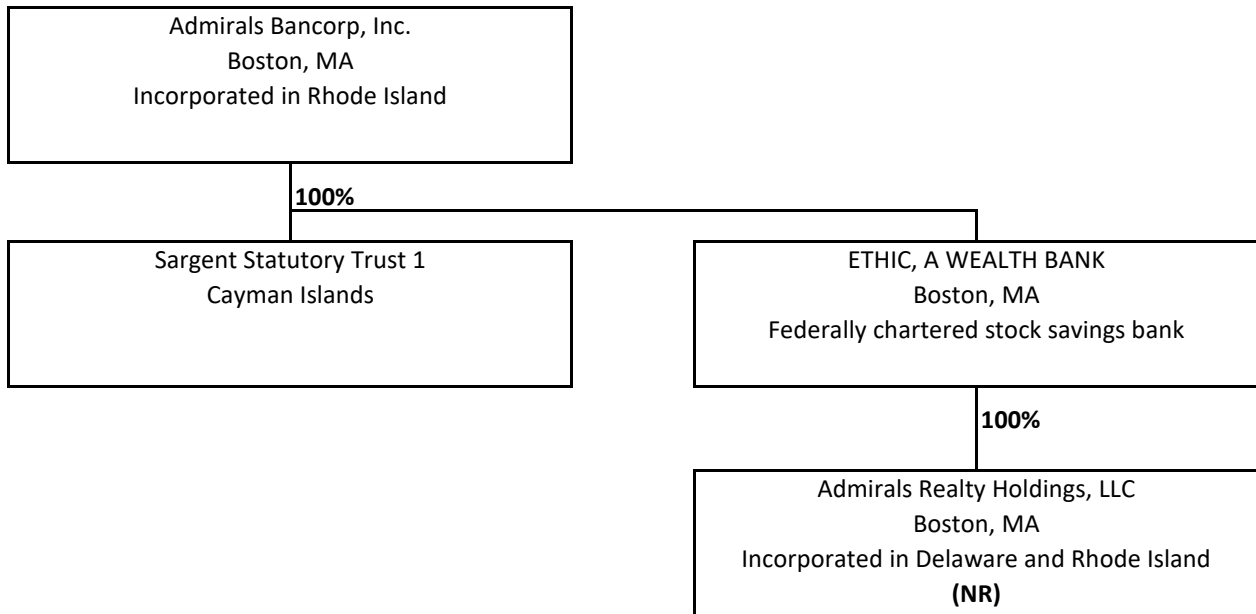 Admirals Bancorp, Inc.
Boston, MA
Incorporated in Rhode Island
100%
Sargent Statutory Trust 1
Cayman Islands
ETHIC, A WEALTH BANK
Boston, MA
Federally chartered stock savings bank
100%
Admirals Realty Holdings, LLC
Boston, MA
Incorporated in Delaware and Rhode Island
(NR)